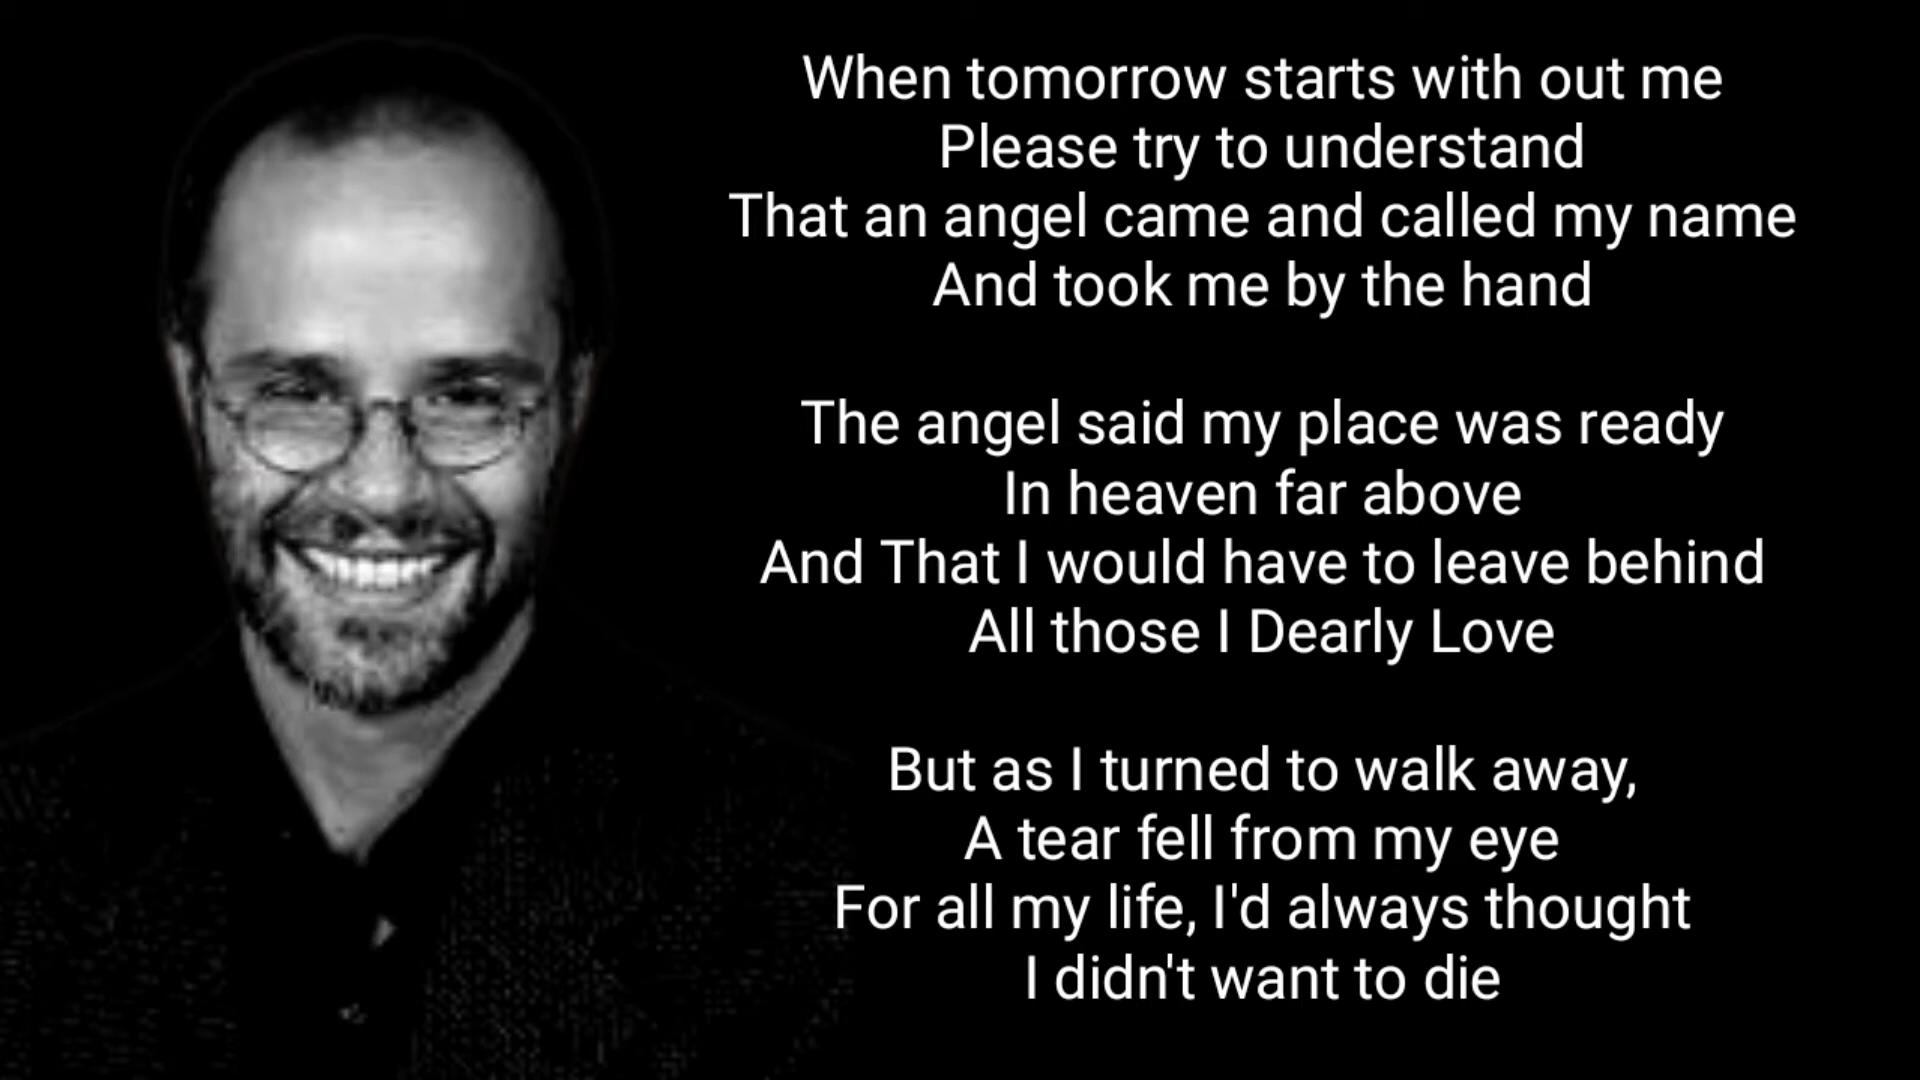 When tomorrow starts with out me
Please try to understand
That an angel came and called my name
And took me by the hand
The angel said my place was ready
In heaven far above
And That I would have to leave behind
All those I Dearly Love
But as I turned to walk away,
A tear fell from my eye
For all my life, I'd always thought
I didn't want to die